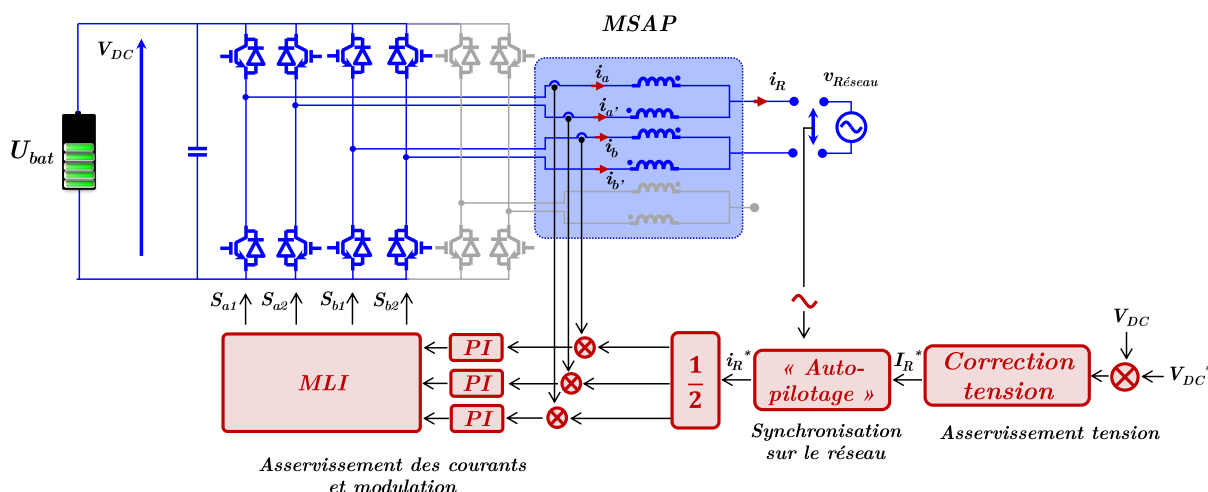 MSAP
V_DC
i_a
i_R
v_Réseau
i_a'
U_bat
i_b
i_b'
S_a1
S_a2
S_b1
S_b2
V_DC
MLI
PI
PI
PI
1
2
i_R*
« Auto-
pilotage »
I_R*
Correction
tension
V_DC*
Synchronisation
sur le réseau
Asservissement tension
Asservissement des courants
et modulation